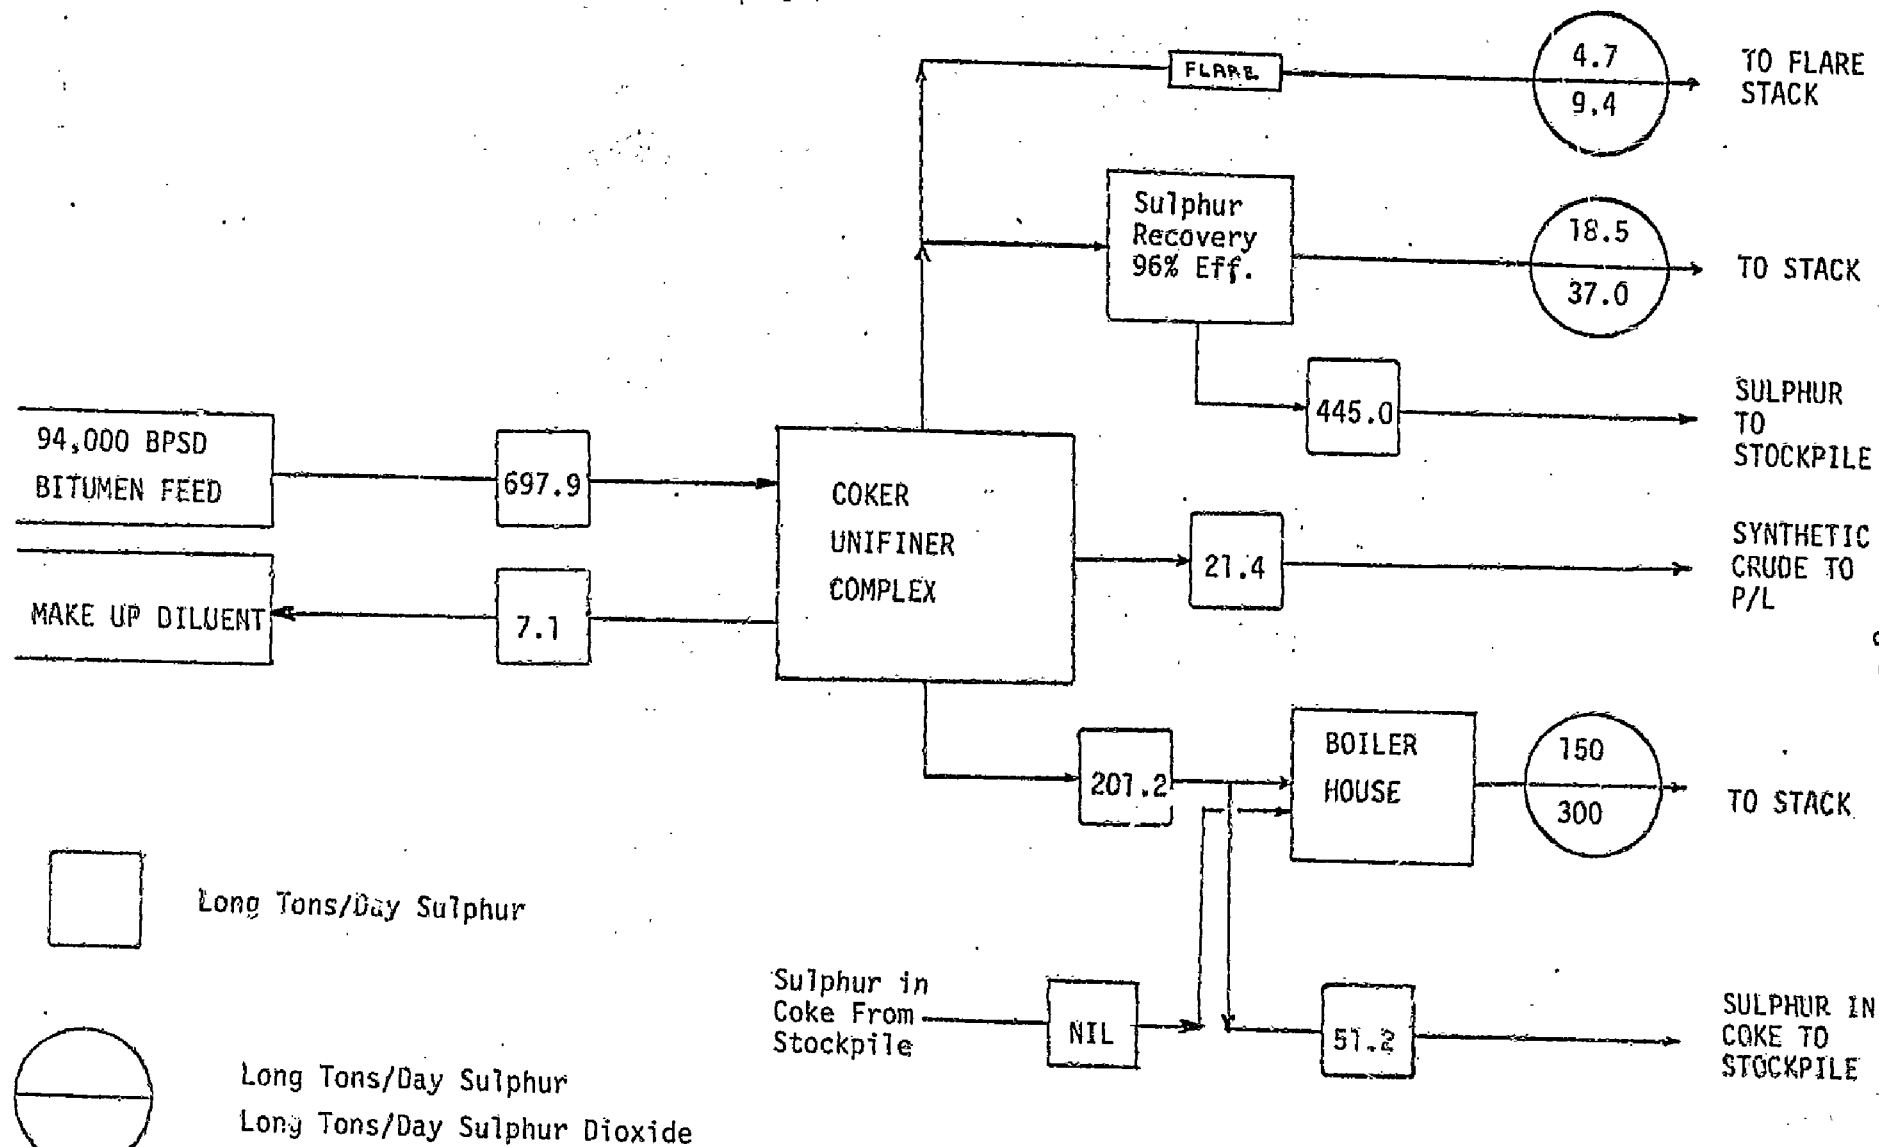 FLARE
4.7
9.4
TO FLARE
STACK
Sulphur
Recovery
96% Eff.
18.5
37.0
TO STACK
445.0
SULPHUR
TO
STOCKPILE
94,000 BPSD
BITUMEN FEED
697.9
COKER
UNIFINER
COMPLEX
21.4
SYNTHETIC
CRUDE TO
P/L
MAKE UP DILUENT
7.1
201.2
BOILER
HOUSE
150
300
TO STACK
Long Tons/Day Sulphur
Sulphur in
Coke From
Stockpile
NIL
51.2
SULPHUR IN
COKE TO
STOCKPILE
Long Tons/Day Sulphur
Long Tons/Day Sulphur Dioxide